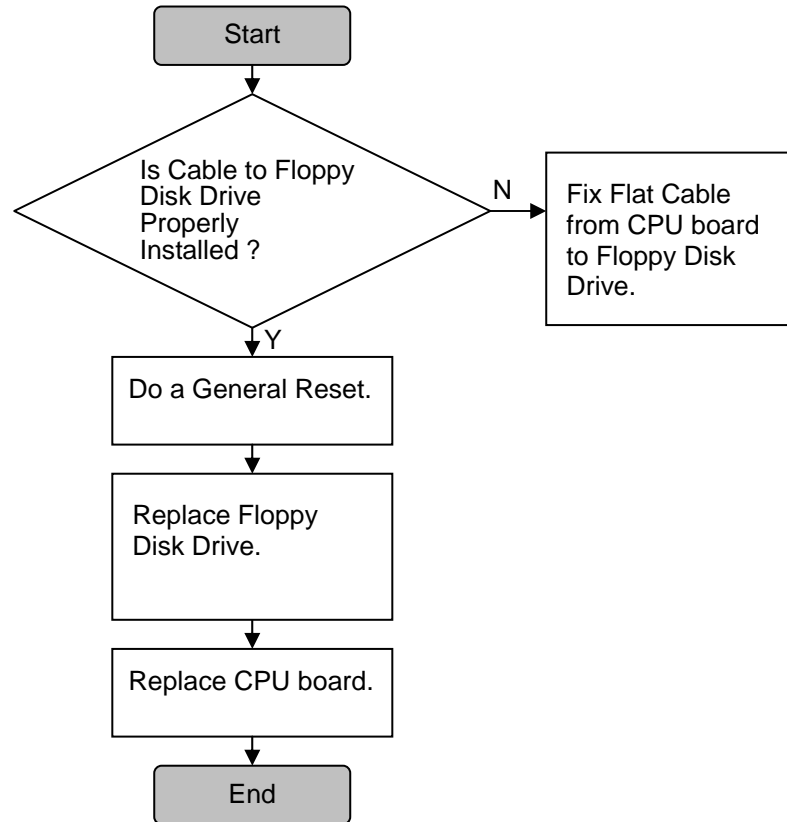 Start
Is Cable to Floppy
Disk Drive
Properly
Installed ?
N
Fix Flat Cable
from CPU board
to Floppy Disk
Drive.
Y
Do a General Reset.
Replace Floppy
Disk Drive.
Replace CPU board.
End